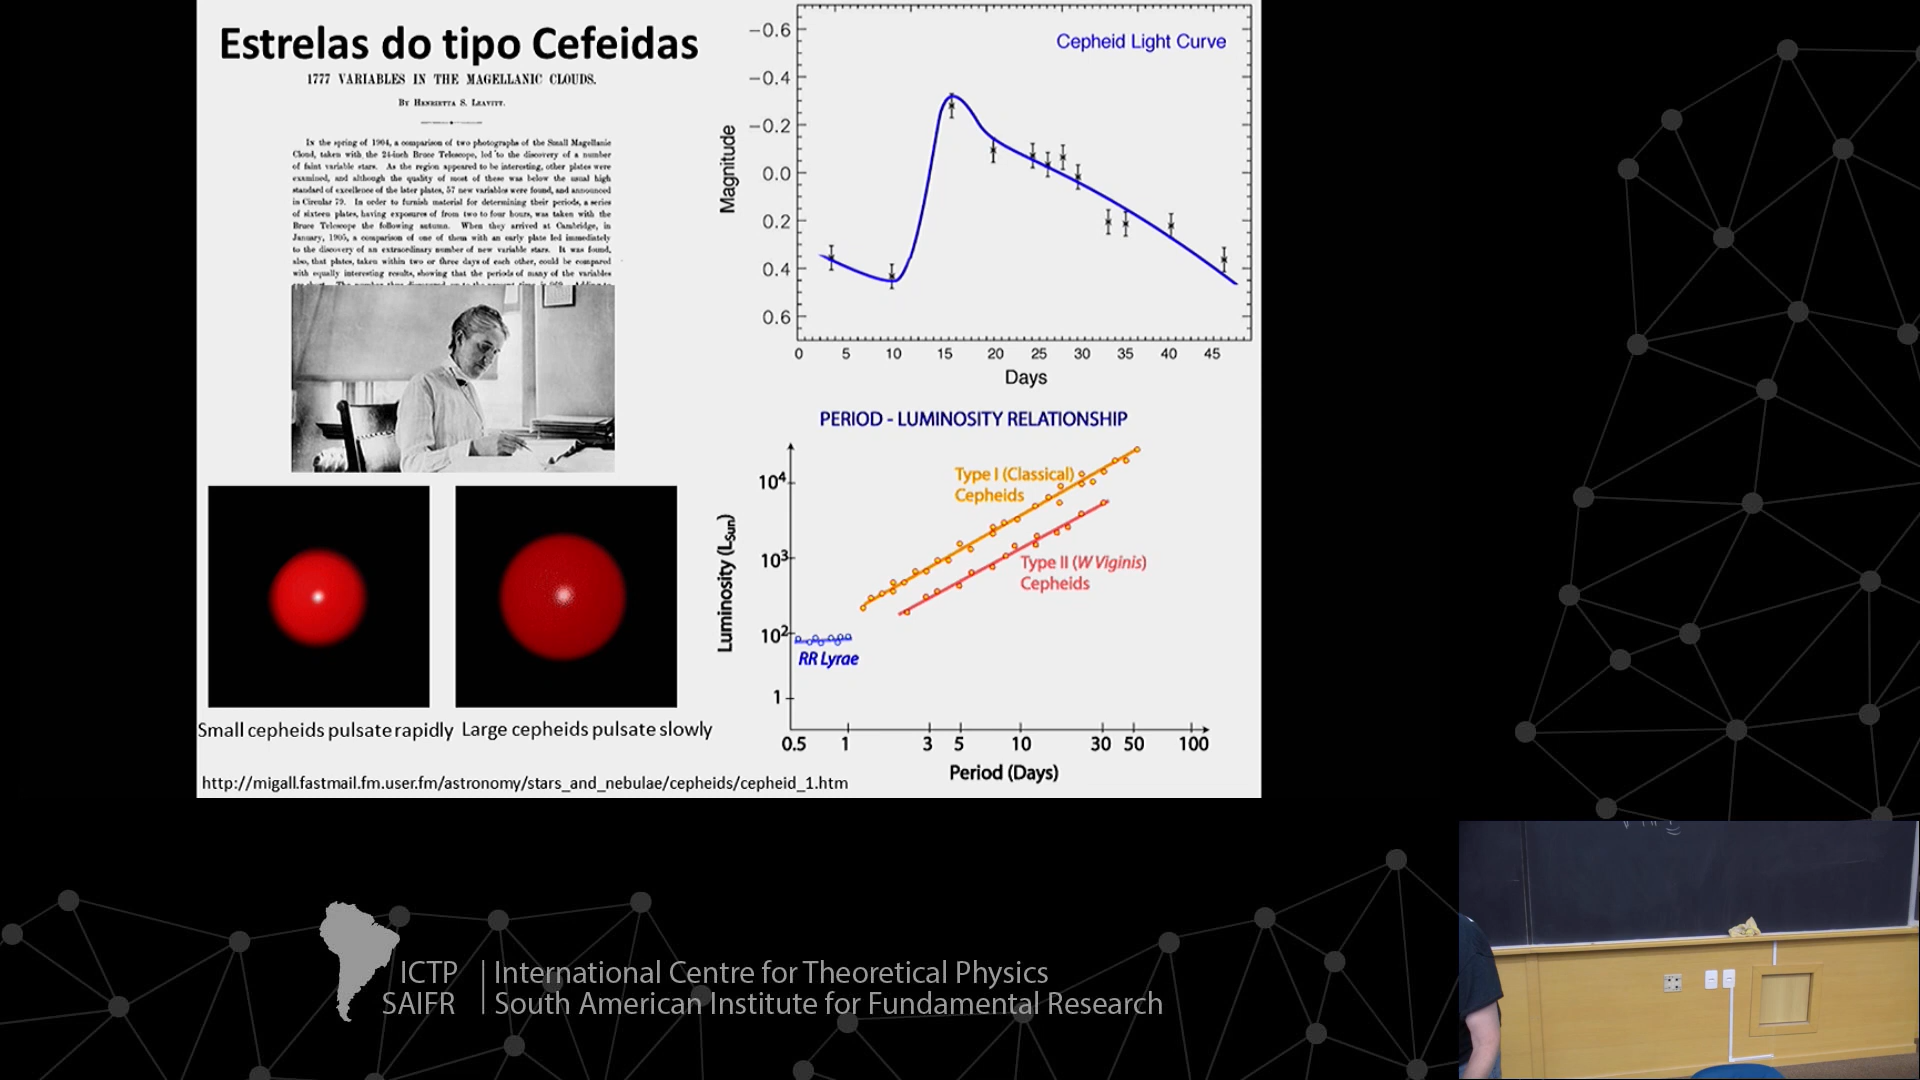 Estrelas do tipo Cefeidas
1777 VARIABLES IN THE MAGELLANIC CLOUDS.
By Henrietta S. Leavitt.
In the spring of 1904, a comparison of two photographs of the Small Magellanic
Cloud, taken with the 24-inch Bruce Telescope, led to the discovery of a number
of faint variable stars. As the region appeared to be interesting, other plates were
examined, and although the quality of most of these was below the usual high
standard of excellence of the later plates, 57 new variables were found, and announced
in Circular 79. In order to furnish material for determining their periods, a series
of sixteen plates, having exposures of from two to four hours, was taken with the
Bruce Telescope the following autumn. When they arrived at Cambridge, in
January, 1905, a comparison of one of them with an early plate led immediately
to the discovery of an extraordinary number of new variable stars. It was found,
also, that plates, taken within two or three days of each other, could be compared
with equally interesting results, showing that the periods of many of the variables
Small cepheids pulsate rapidly
Large cepheids pulsate slowly
http://migall.fastmail.fm.user.fm/astronomy/stars_and_nebulae/cepheids/cepheid_1.htm
Cepheid Light Curve
Magnitude
−0.6
−0.4
−0.2
0.0
0.2
0.4
0.6
0 5 10 15 20 25 30 35 40 45
Days
PERIOD - LUMINOSITY RELATIONSHIP
Luminosity (LSun)
10⁴
10³
10²
1
Type I (Classical)
Cepheids
Type II (W Viginis)
Cepheids
RR Lyrae
0.5 1 3 5 10 30 50 100
Period (Days)
ICTP
SAIFR
International Centre for Theoretical Physics
South American Institute for Fundamental Research